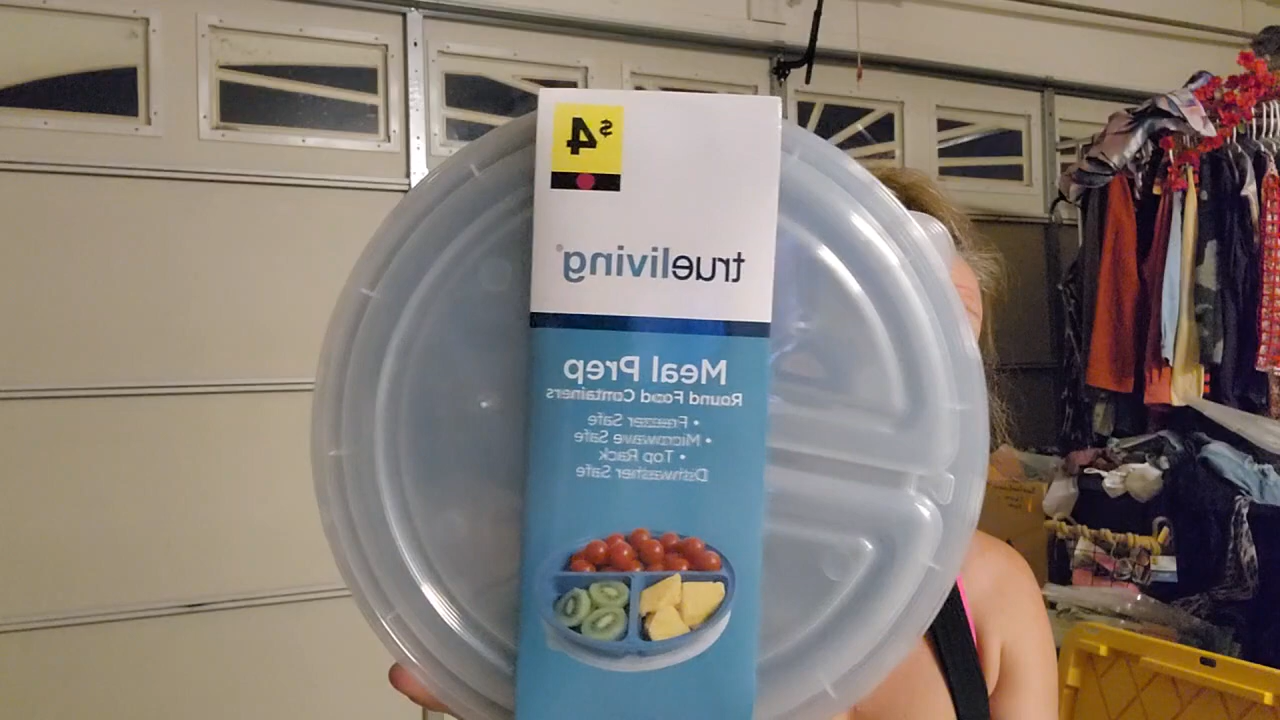 $4
trueliving®
Meal Prep
Round Food Containers
• Freezer Safe
• Microwave Safe
• Top Rack
Dishwasher Safe